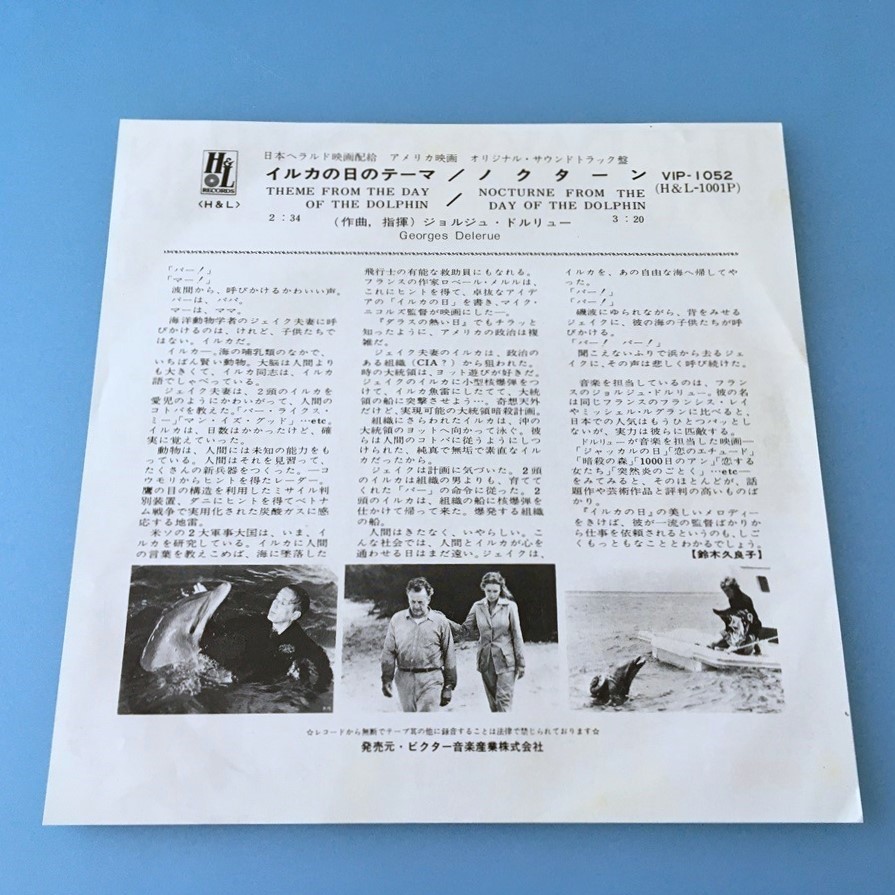 H&L
RECORDS
〈H&L〉
日本ヘラルド映画配給 アメリカ映画 オリジナル・サウンドトラック盤
イルカの日のテーマ / ノクターン
VIP-1052
(H&L-1001P)
THEME FROM THE DAY OF THE DOLPHIN / NOCTURNE FROM THE DAY OF THE DOLPHIN
2:34 3:20
(作曲, 指揮) ジョルジュ・ドルリュー
Georges Delerue
「パー!」
「マー!」
波間から、呼びかけるかわいい声。
パーは、パパ。
マーは、ママ。
海洋動物学者のジェイク夫妻に呼
びかけるのは、けれど、子供たちでは
ない。イルカだ。
イルカ―。海の哺乳類のなかで、
いちばん賢い動物。大脳は人間より
も大きくて、イルカ同志は、イルカ
語でしゃべっている。
ジェイク夫妻は、2頭のイルカを
愛児のようにかわいがって、人間の
コトバを教えた。「パー・ライクス・
ミー」「マン・イズ・グッド」…etc.
イルカは、日数はかかったけど、確
実に覚えていった。
動物は、人間には未知の能力をも
っている。人間はそれを見習って、
たくさんの新兵器をつくった。―コ
ウモリからヒントを得たレーダー。
鷹の目の構造を利用したミサイル判
別装置、ダニにヒントを得てベトナ
ム戦争で実用化された炭酸ガスに感
応する地雷。
米ソの2大軍事大国は、いま、イ
ルカを研究している。イルカに人間
の言葉を教えこめば、海に墜落した
飛行士の有能な救助員にもなれる。
フランスの作家ロベール・メルルは、
これにヒントを得て、卓抜なアイデ
アの「イルカの日」を書き、マイク・
ニコルズ監督が映画にした―。
『ダラスの熱い日』でもチラッと
知ったように、アメリカの政治は複
雑だ。
ジェイク夫妻のイルカは、政治の
ある組織(CIA?)から狙われた。
時の大統領は、ヨット遊びが好きだ。
ジェイクのイルカに小型核爆弾をつ
けて、イルカ魚雷にしたてて、大統
領の船に突撃させよう…。奇想天外
だけど、実現可能の大統領暗殺計画。
組織にさらわれたイルカは、沖の
大統領のヨットへ向かって泳ぐ。彼
らは人間のコトバに従うようにしつ
けられた、純真で無垢で素直なイル
カだったから。
ジェイクは計画に気づいた。2頭
のイルカは組織の男よりも、育てて
くれた「パー」の命令に従った。2
頭のイルカは、組織の船に核爆弾を
仕かけて帰って来た。爆発する組織
の船。
人間はきたなく、いやらしい。こ
んな社会では、人間とイルカが心を
通わせる日はまだ遠い。ジェイクは、
イルカを、あの自由な海へ帰してや
った。
「パー!」
「パー!」
磯波にゆられながら、背をみせる
ジェイクに、彼の海の子供たちが呼
びかける。
「パー! パー!」
聞こえないふりで浜から去るジェ
イクに、その声は悲しく呼び続けた。
音楽を担当しているのは、フラン
スのジョルジュ・ドルリュー。彼の名
は同じフランスのフランシス・レイ
やミッシェル・ルグランに比べると、
日本での人気はもうひとつパッとし
ないが、実力は彼らに匹敵する。
ドルリューが音楽を担当した映画―
「ジャッカルの日」「恋のエチュード」
「暗殺の森」「1000日のアン」「恋する
女たち」「突然炎のごとく」…etc―
をみてみると、そのほとんどが、話
題作や芸術作品と評判の高いものば
かり。
『イルカの日』の美しいメロディー
をきけば、彼が一流の監督ばかりか
ら仕事を依頼されるというのも、しご
くもっともなこととわかるでしょう。
【鈴木久良子】
☆レコードから無断でテープ其の他に録音することは法律で禁じられております☆
発売元・ビクター音楽産業株式会社